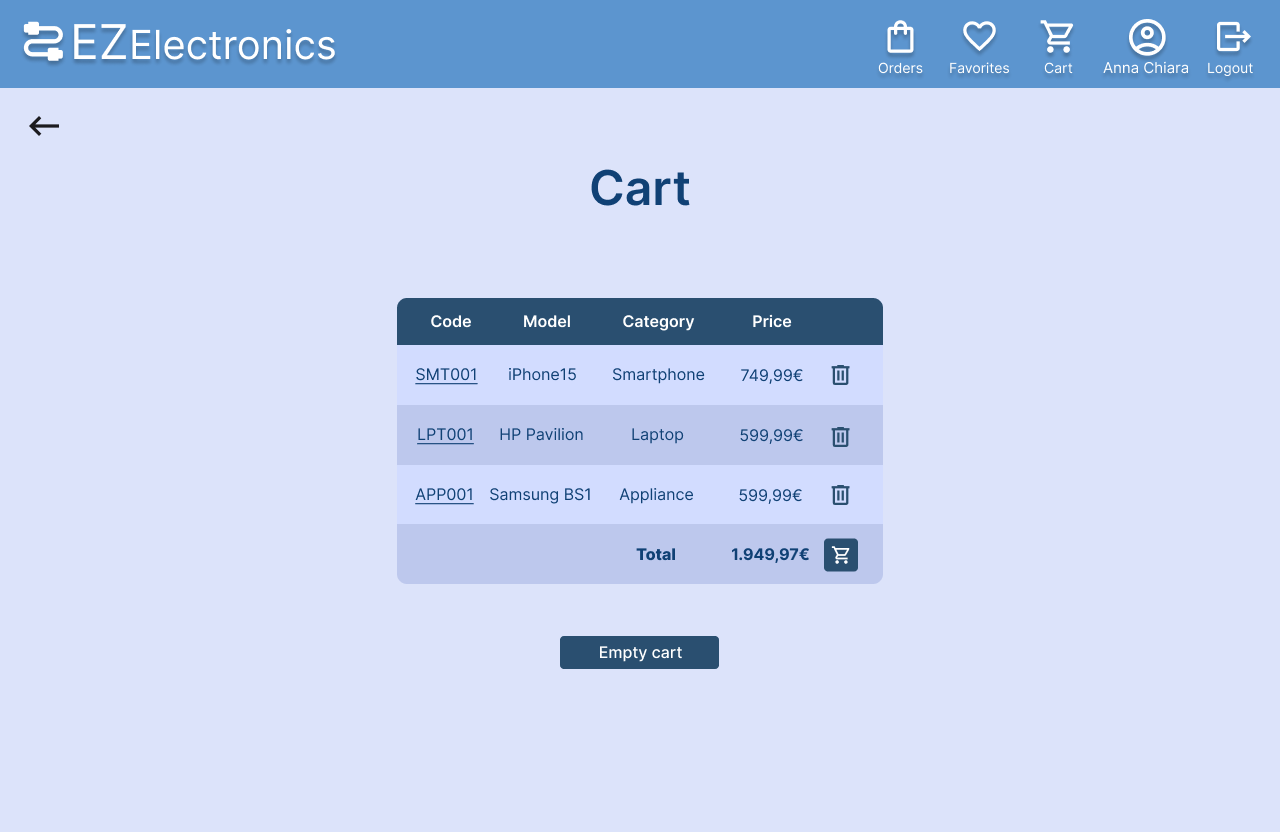 EZElectronics
Orders Favorites Cart Anna Chiara Logout
Cart
Code Model Category Price
SMT001 iPhone15 Smartphone 749,99€
LPT001 HP Pavilion Laptop 599,99€
APP001 Samsung BS1 Appliance 599,99€
Total 1.949,97€
Empty cart